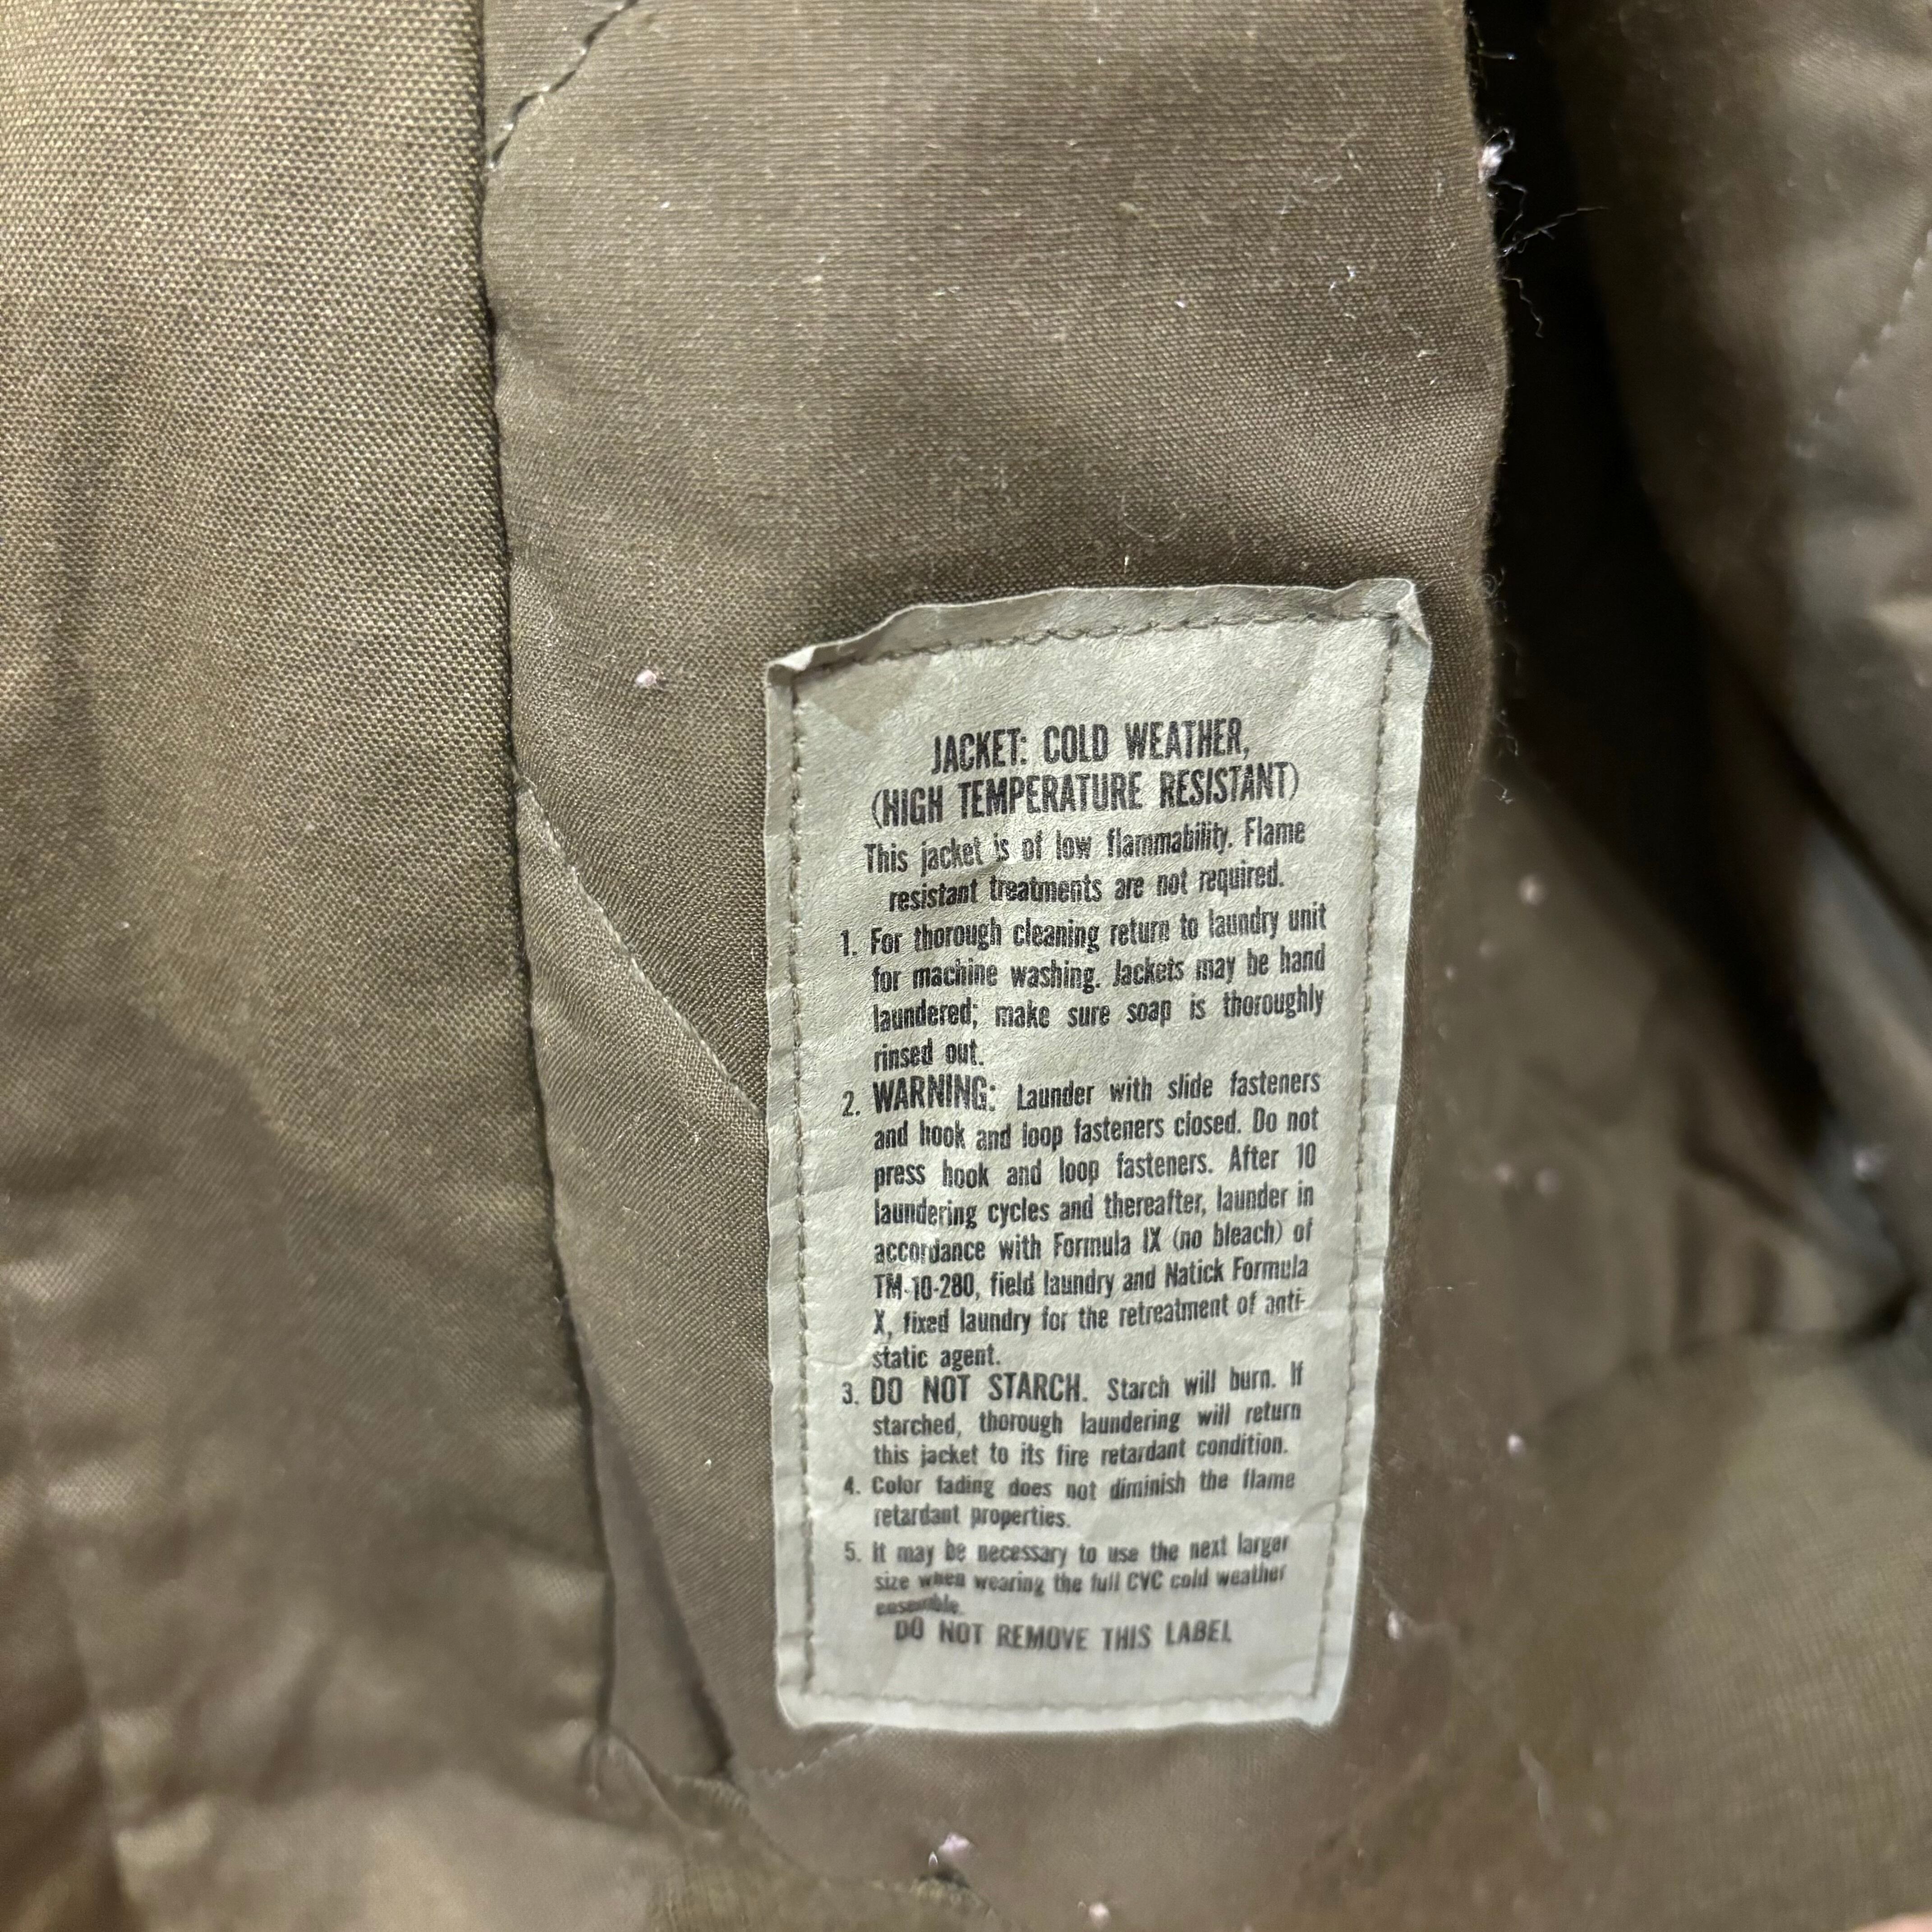 JACKET: COLD WEATHER,
(HIGH TEMPERATURE RESISTANT)
This jacket is of low flammability. Flame
resistant treatments are not required.
1. For thorough cleaning return to laundry unit
for machine washing. Jackets may be hand
laundered; make sure soap is thoroughly
rinsed out.
2. WARNING: Launder with slide fasteners
and hook and loop fasteners closed. Do not
press hook and loop fasteners. After 10
laundering cycles and thereafter, launder in
accordance with Formula IX (no bleach) of
TM-10-280, field laundry and Natick Formula
X, fixed laundry for the retreatment of anti-
static agent.
3. DO NOT STARCH. Starch will burn. If
starched, thorough laundering will return
this jacket to its fire retardant condition.
4. Color fading does not diminish the flame
retardant properties.
5. It may be necessary to use the next larger
size when wearing the full CVC cold weather
ensemble.
DO NOT REMOVE THIS LABEL